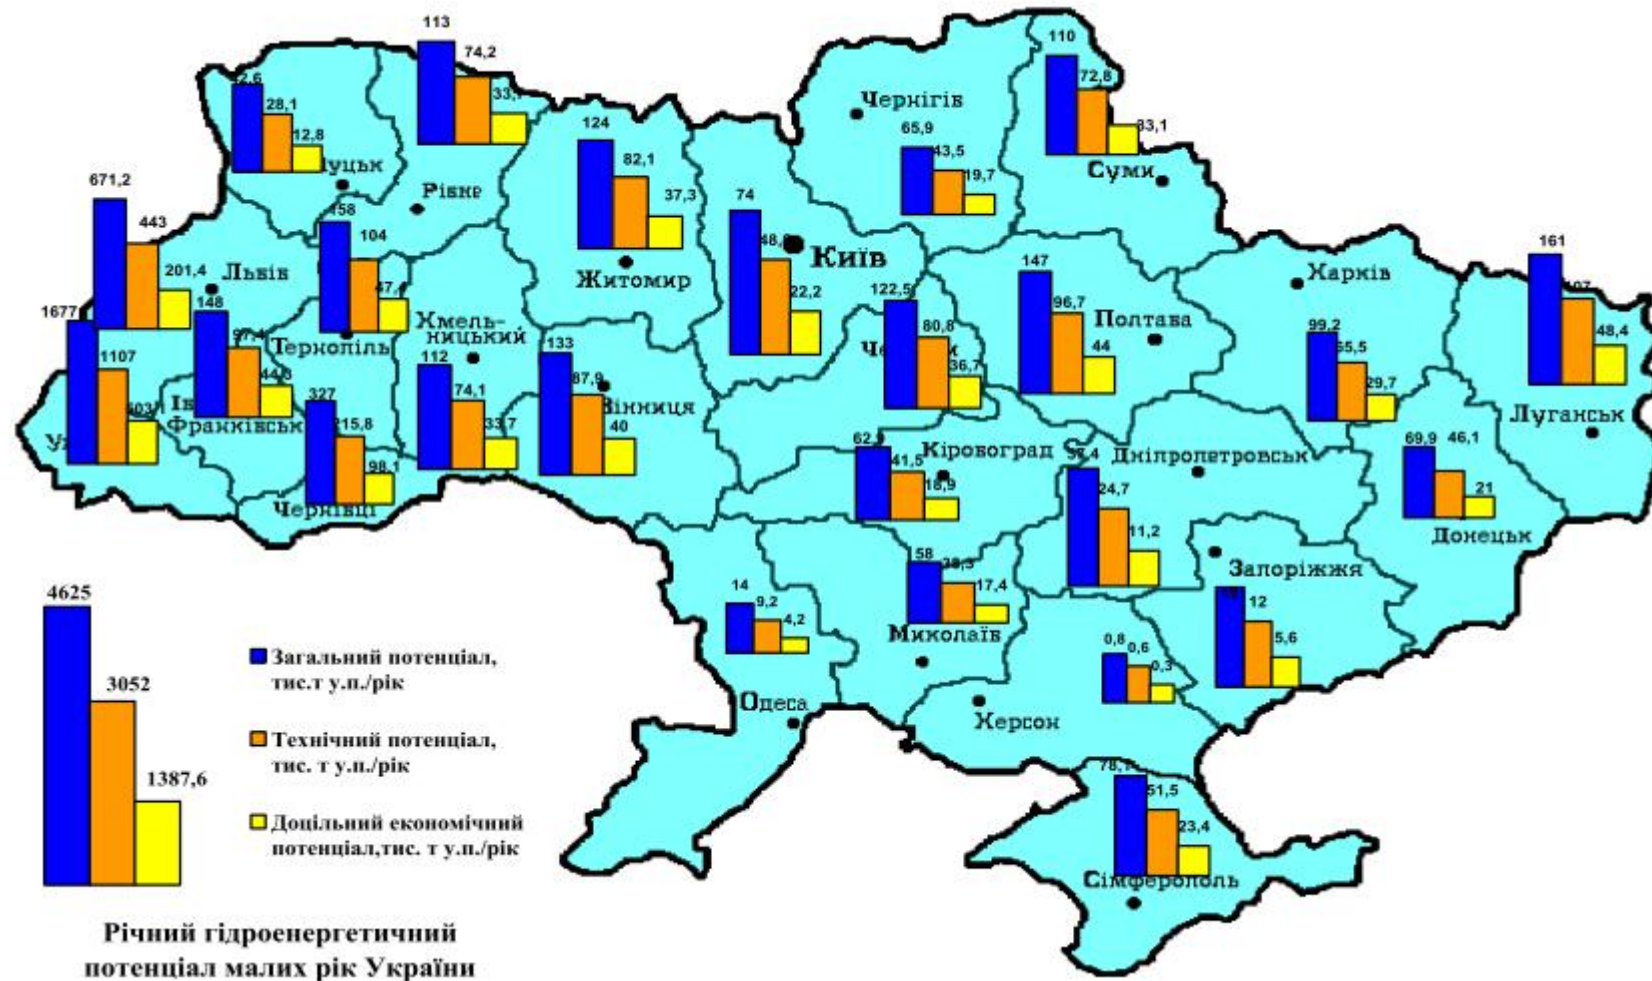 113
110
74,2
72,8
28,1
Чернігів
124
65,9
12,8
33,1
82,1
43,5
Суми
Рівне
19,7
671,2
37,3
74
443
104
Київ
161
201,4
Львів
Житомир
22,2
147
Харків
148
47,4
122,5
96,7
1677
Хмель-
ницький
80,8
Полтава
99,2
48,4
97,4
Тернопіль
133
44
1107
112
87,9
36,7
29,7
44,3
327
74,1
Вінниця
Луганськ
Франківськ
215,8
33,7
40
62,9
Кіровоград
Дніпропетровськ
69,9
46,1
98,1
41,5
18,9
24,7
21
Чернівці
11,2
Донецьк
58
Запоріжжя
14
17,4
9,2
12
4,2
Миколаїв
0,8
0,6
5,6
0,3
Одеса
Херсон
51,5
23,4
Сімферополь
4625
3052
1387,6
Загальний потенціал,
тис.т у.п./рік
Технічний потенціал,
тис. т у.п./рік
Доцільний економічний
потенціал,тис. т у.п./рік
Річний гідроенергетичний
потенціал малих рік України